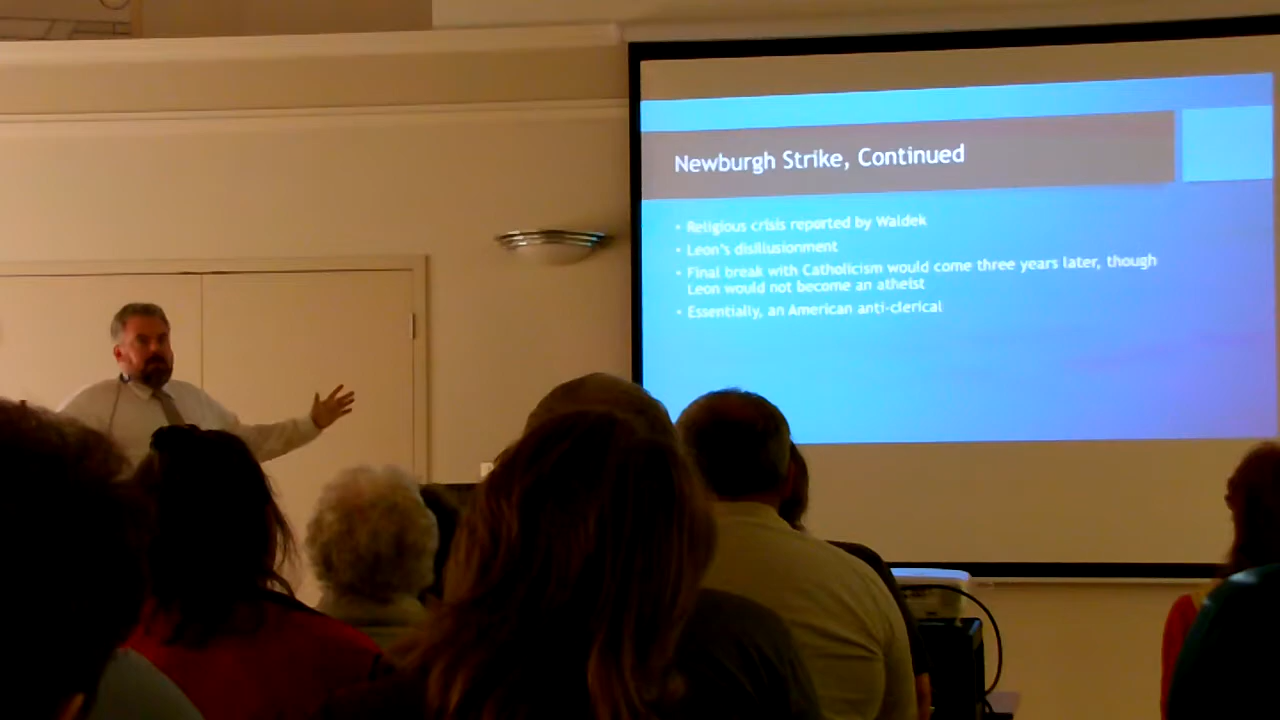 Newburgh Strike, Continued
• Religious crisis reported by Waldek
• Leon's disillusionment
• Final break with Catholicism would come three years later, though
Leon would not become an atheist
• Essentially, an American anti-clerical